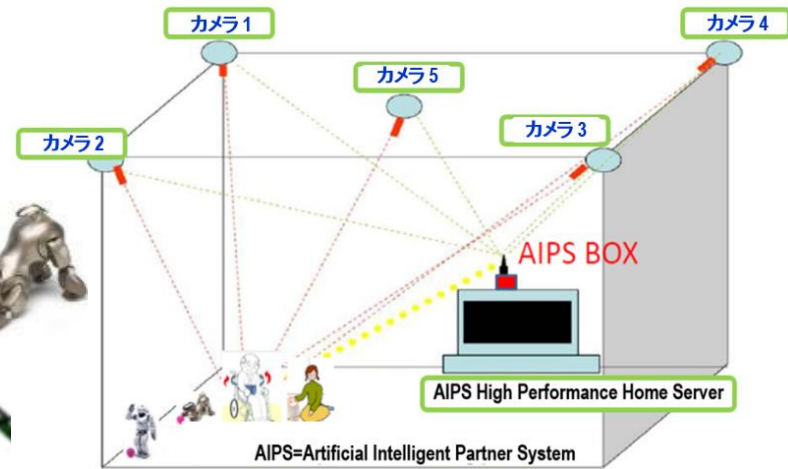 カメラ1
カメラ4
カメラ5
カメラ3
カメラ2
AIPS BOX
AIPS High Performance Home Server
AIPS=Artificial Intelligent Partner System